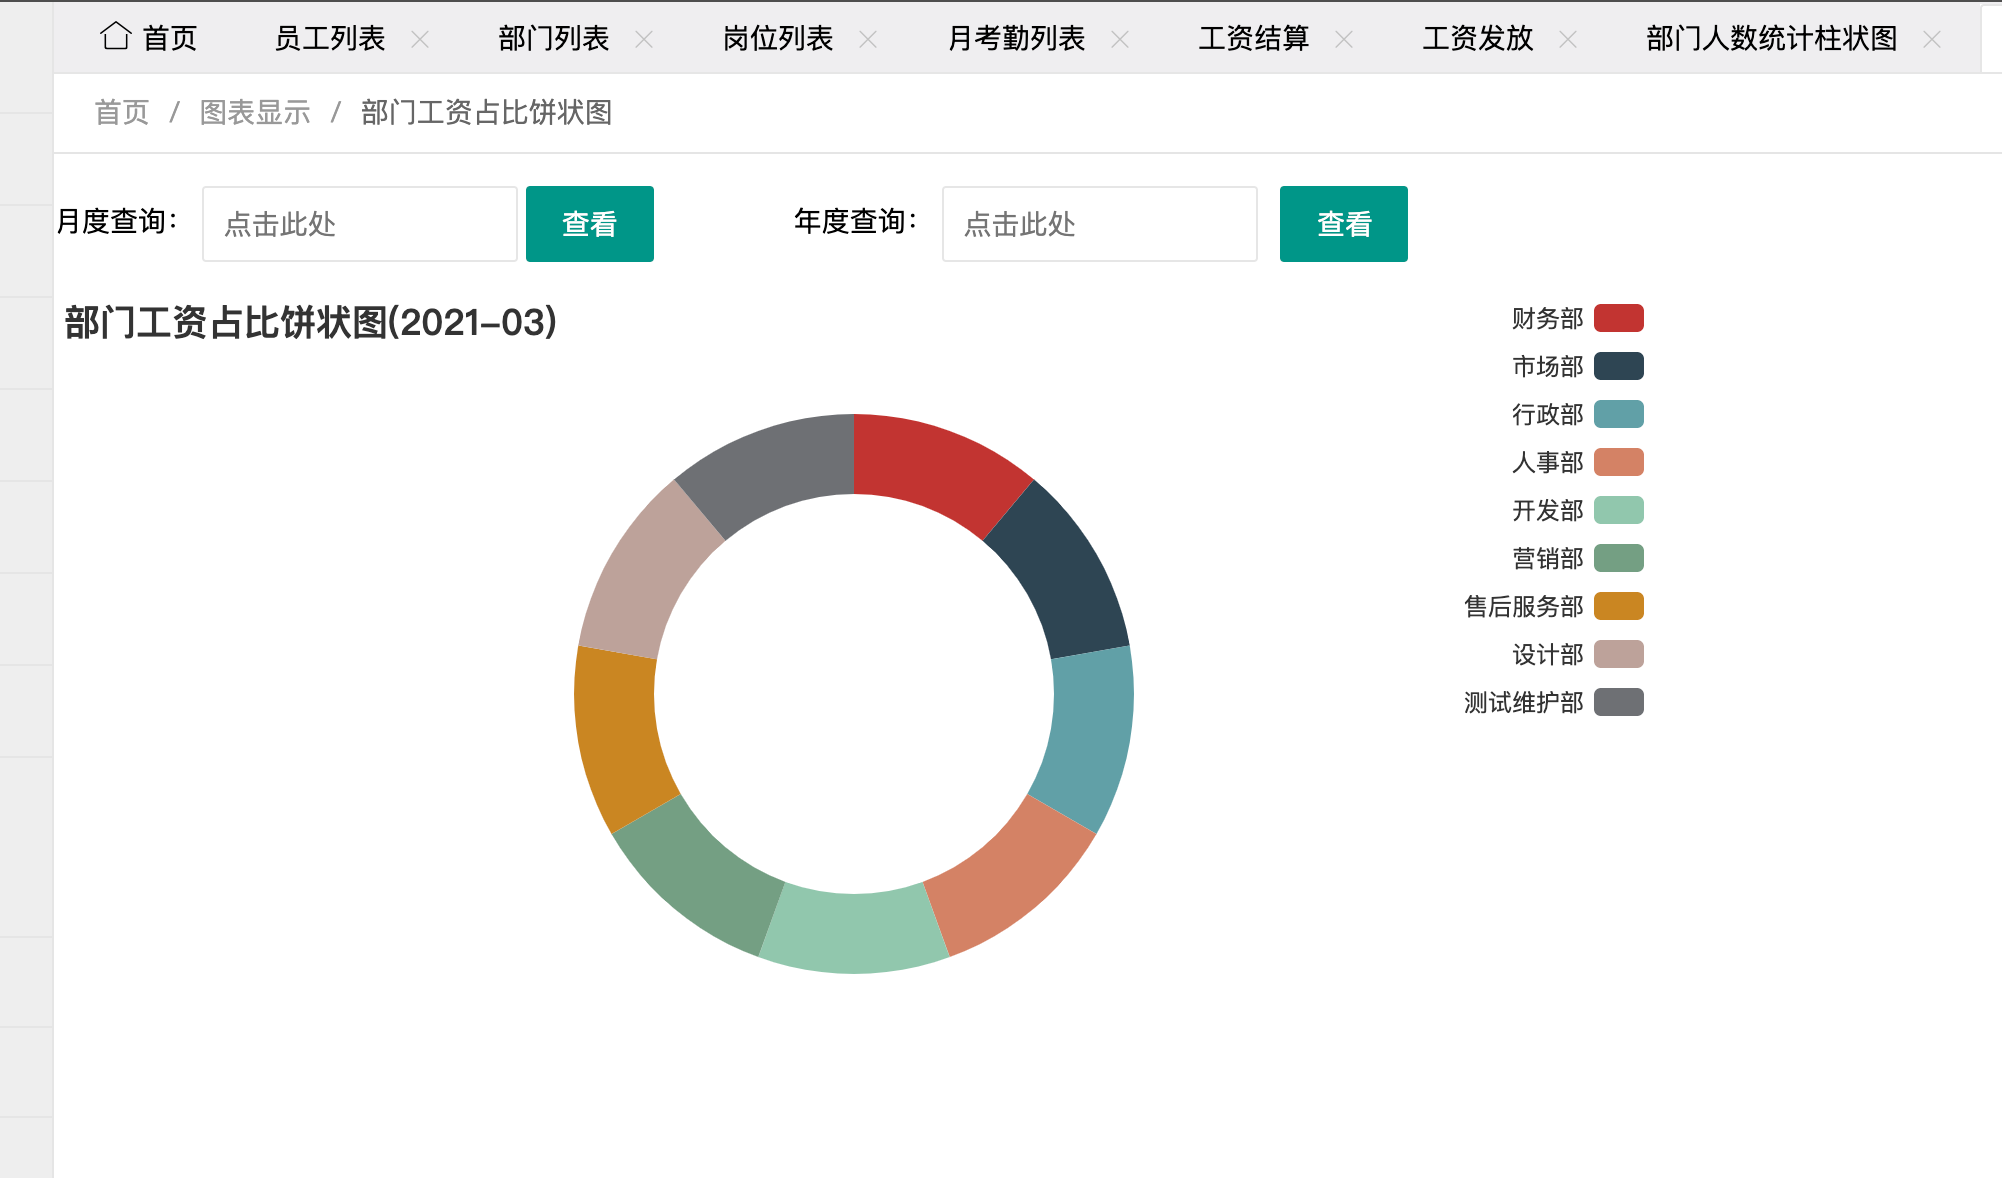 首页 员工列表 部门列表 岗位列表 月考勤列表 工资结算 工资发放 部门人数统计柱状图
首页 / 图表显示 / 部门工资占比饼状图
月度查询： 点击此处 查看 年度查询： 点击此处 查看
部门工资占比饼状图(2021-03)
财务部
市场部
行政部
人事部
开发部
营销部
售后服务部
设计部
测试维护部